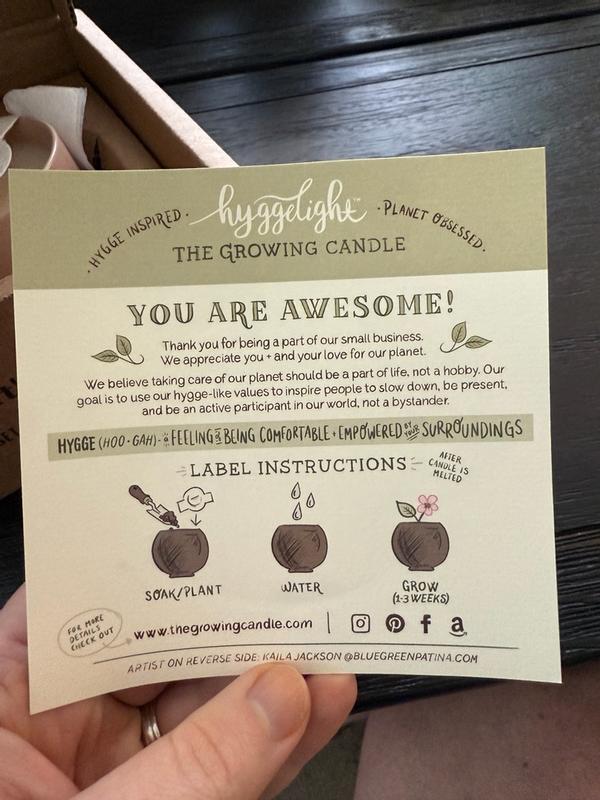 · HYGGE INSPIRED · hyggelight™ · PLANET OBSESSED ·
THE GROWING CANDLE
YOU ARE AWESOME!
Thank you for being a part of our small business.
We appreciate you + and your love for our planet.
We believe taking care of our planet should be a part of life, not a hobby. Our
goal is to use our hygge-like values to inspire people to slow down, be present,
and be an active participant in our world, not a bystander.
HYGGE (HOO·GAH)- a FEELING of BEING COMFORTABLE + EMPOWERED BY YOUR SURROUNDINGS
LABEL INSTRUCTIONS
AFTER
CANDLE IS
MELTED
SOAK/PLANT
WATER
GROW
(1-3 WEEKS)
FOR MORE
DETAILS
CHECK OUT
www.thegrowingcandle.com
ARTIST ON REVERSE SIDE: KAILA JACKSON @BLUEGREENPATINA.COM